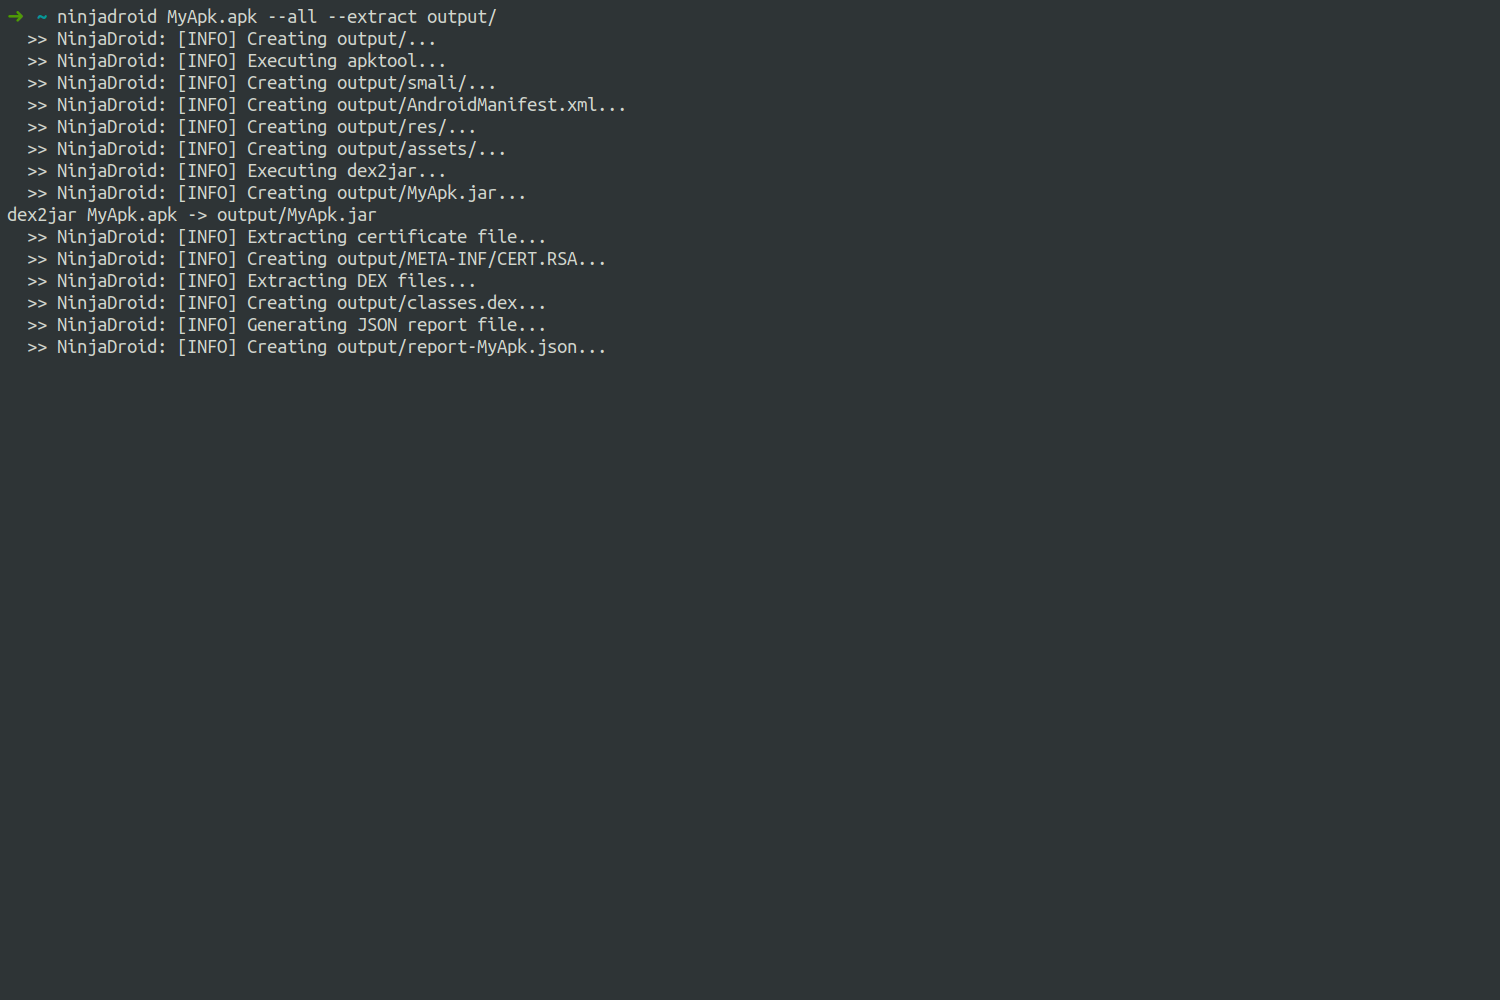 ➜ ~ ninjadroid MyApk.apk --all --extract output/
>> NinjaDroid: [INFO] Creating output/...
>> NinjaDroid: [INFO] Executing apktool...
>> NinjaDroid: [INFO] Creating output/smali/...
>> NinjaDroid: [INFO] Creating output/AndroidManifest.xml...
>> NinjaDroid: [INFO] Creating output/res/...
>> NinjaDroid: [INFO] Creating output/assets/...
>> NinjaDroid: [INFO] Executing dex2jar...
>> NinjaDroid: [INFO] Creating output/MyApk.jar...
dex2jar MyApk.apk -> output/MyApk.jar
>> NinjaDroid: [INFO] Extracting certificate file...
>> NinjaDroid: [INFO] Creating output/META-INF/CERT.RSA...
>> NinjaDroid: [INFO] Extracting DEX files...
>> NinjaDroid: [INFO] Creating output/classes.dex...
>> NinjaDroid: [INFO] Generating JSON report file...
>> NinjaDroid: [INFO] Creating output/report-MyApk.json...